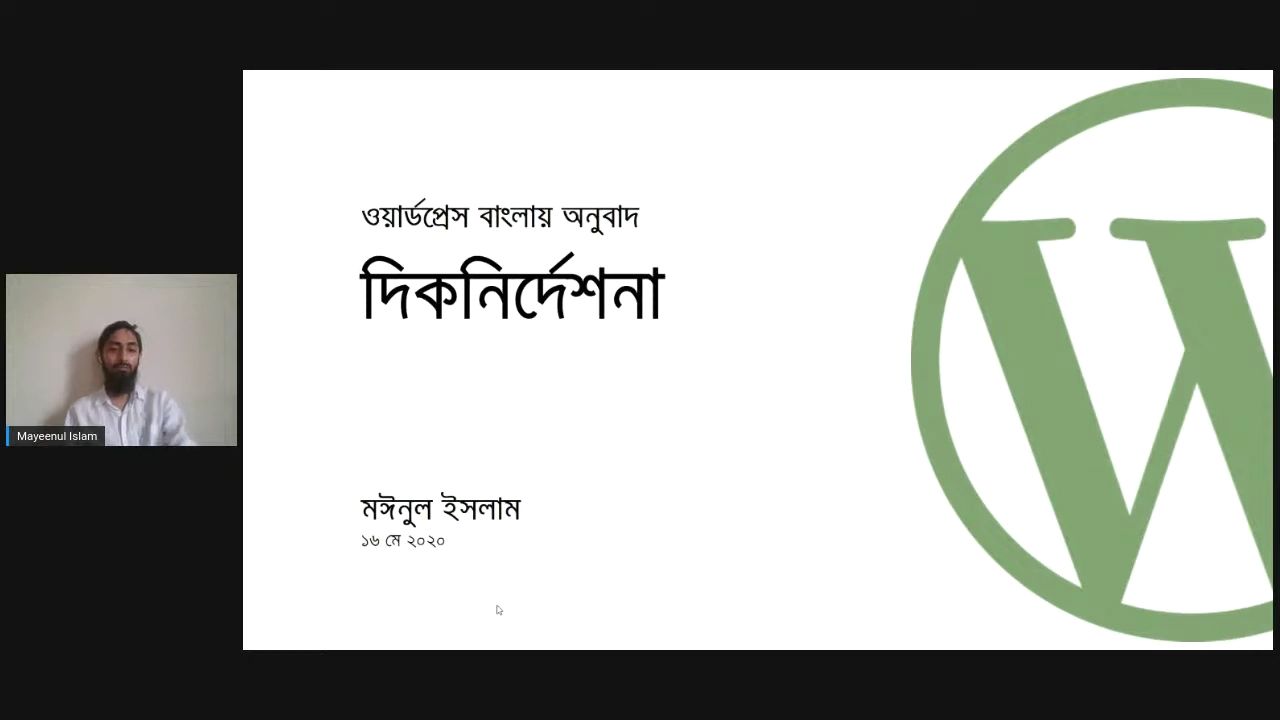 ওয়ার্ডপ্রেস বাংলায় অনুবাদ
দিকনির্দেশনা
মঈনুল ইসলাম
১৬ মে ২০২০
Mayeenul Islam